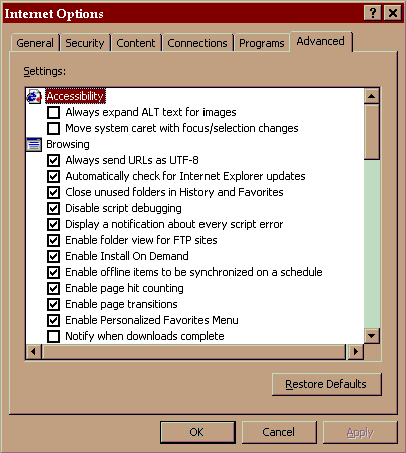 Internet Options
General Security Content Connections Programs Advanced
Settings:
Accessibility
Always expand ALT text for images
Move system caret with focus/selection changes
Browsing
Always send URLs as UTF-8
Automatically check for Internet Explorer updates
Close unused folders in History and Favorites
Disable script debugging
Display a notification about every script error
Enable folder view for FTP sites
Enable Install On Demand
Enable offline items to be synchronized on a schedule
Enable page hit counting
Enable page transitions
Enable Personalized Favorites Menu
Notify when downloads complete
Restore Defaults
OK Cancel Apply